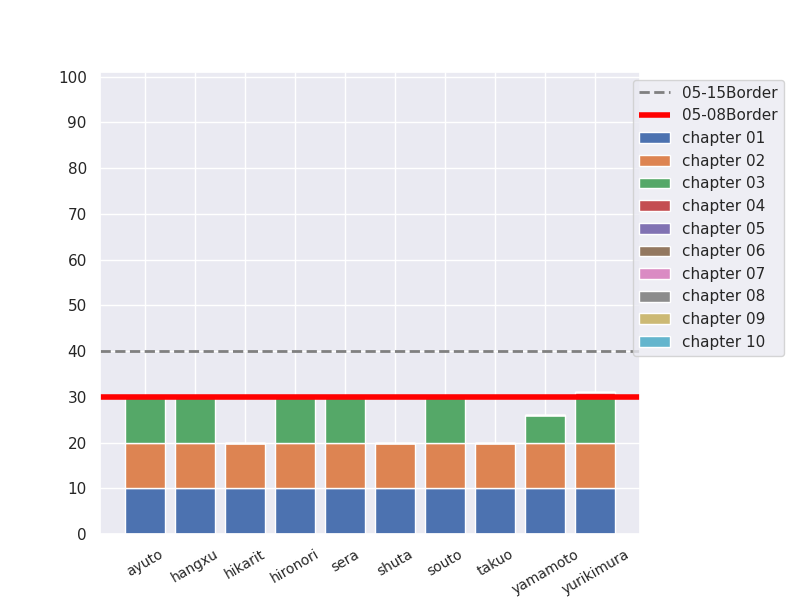 100
90
80
70
60
50
40
30
20
10
0
ayuto
hangxu
hikarit
hironori
sera
shuta
souto
takuo
yamamoto
yurikimura
05-15Border
05-08Border
chapter 01
chapter 02
chapter 03
chapter 04
chapter 05
chapter 06
chapter 07
chapter 08
chapter 09
chapter 10